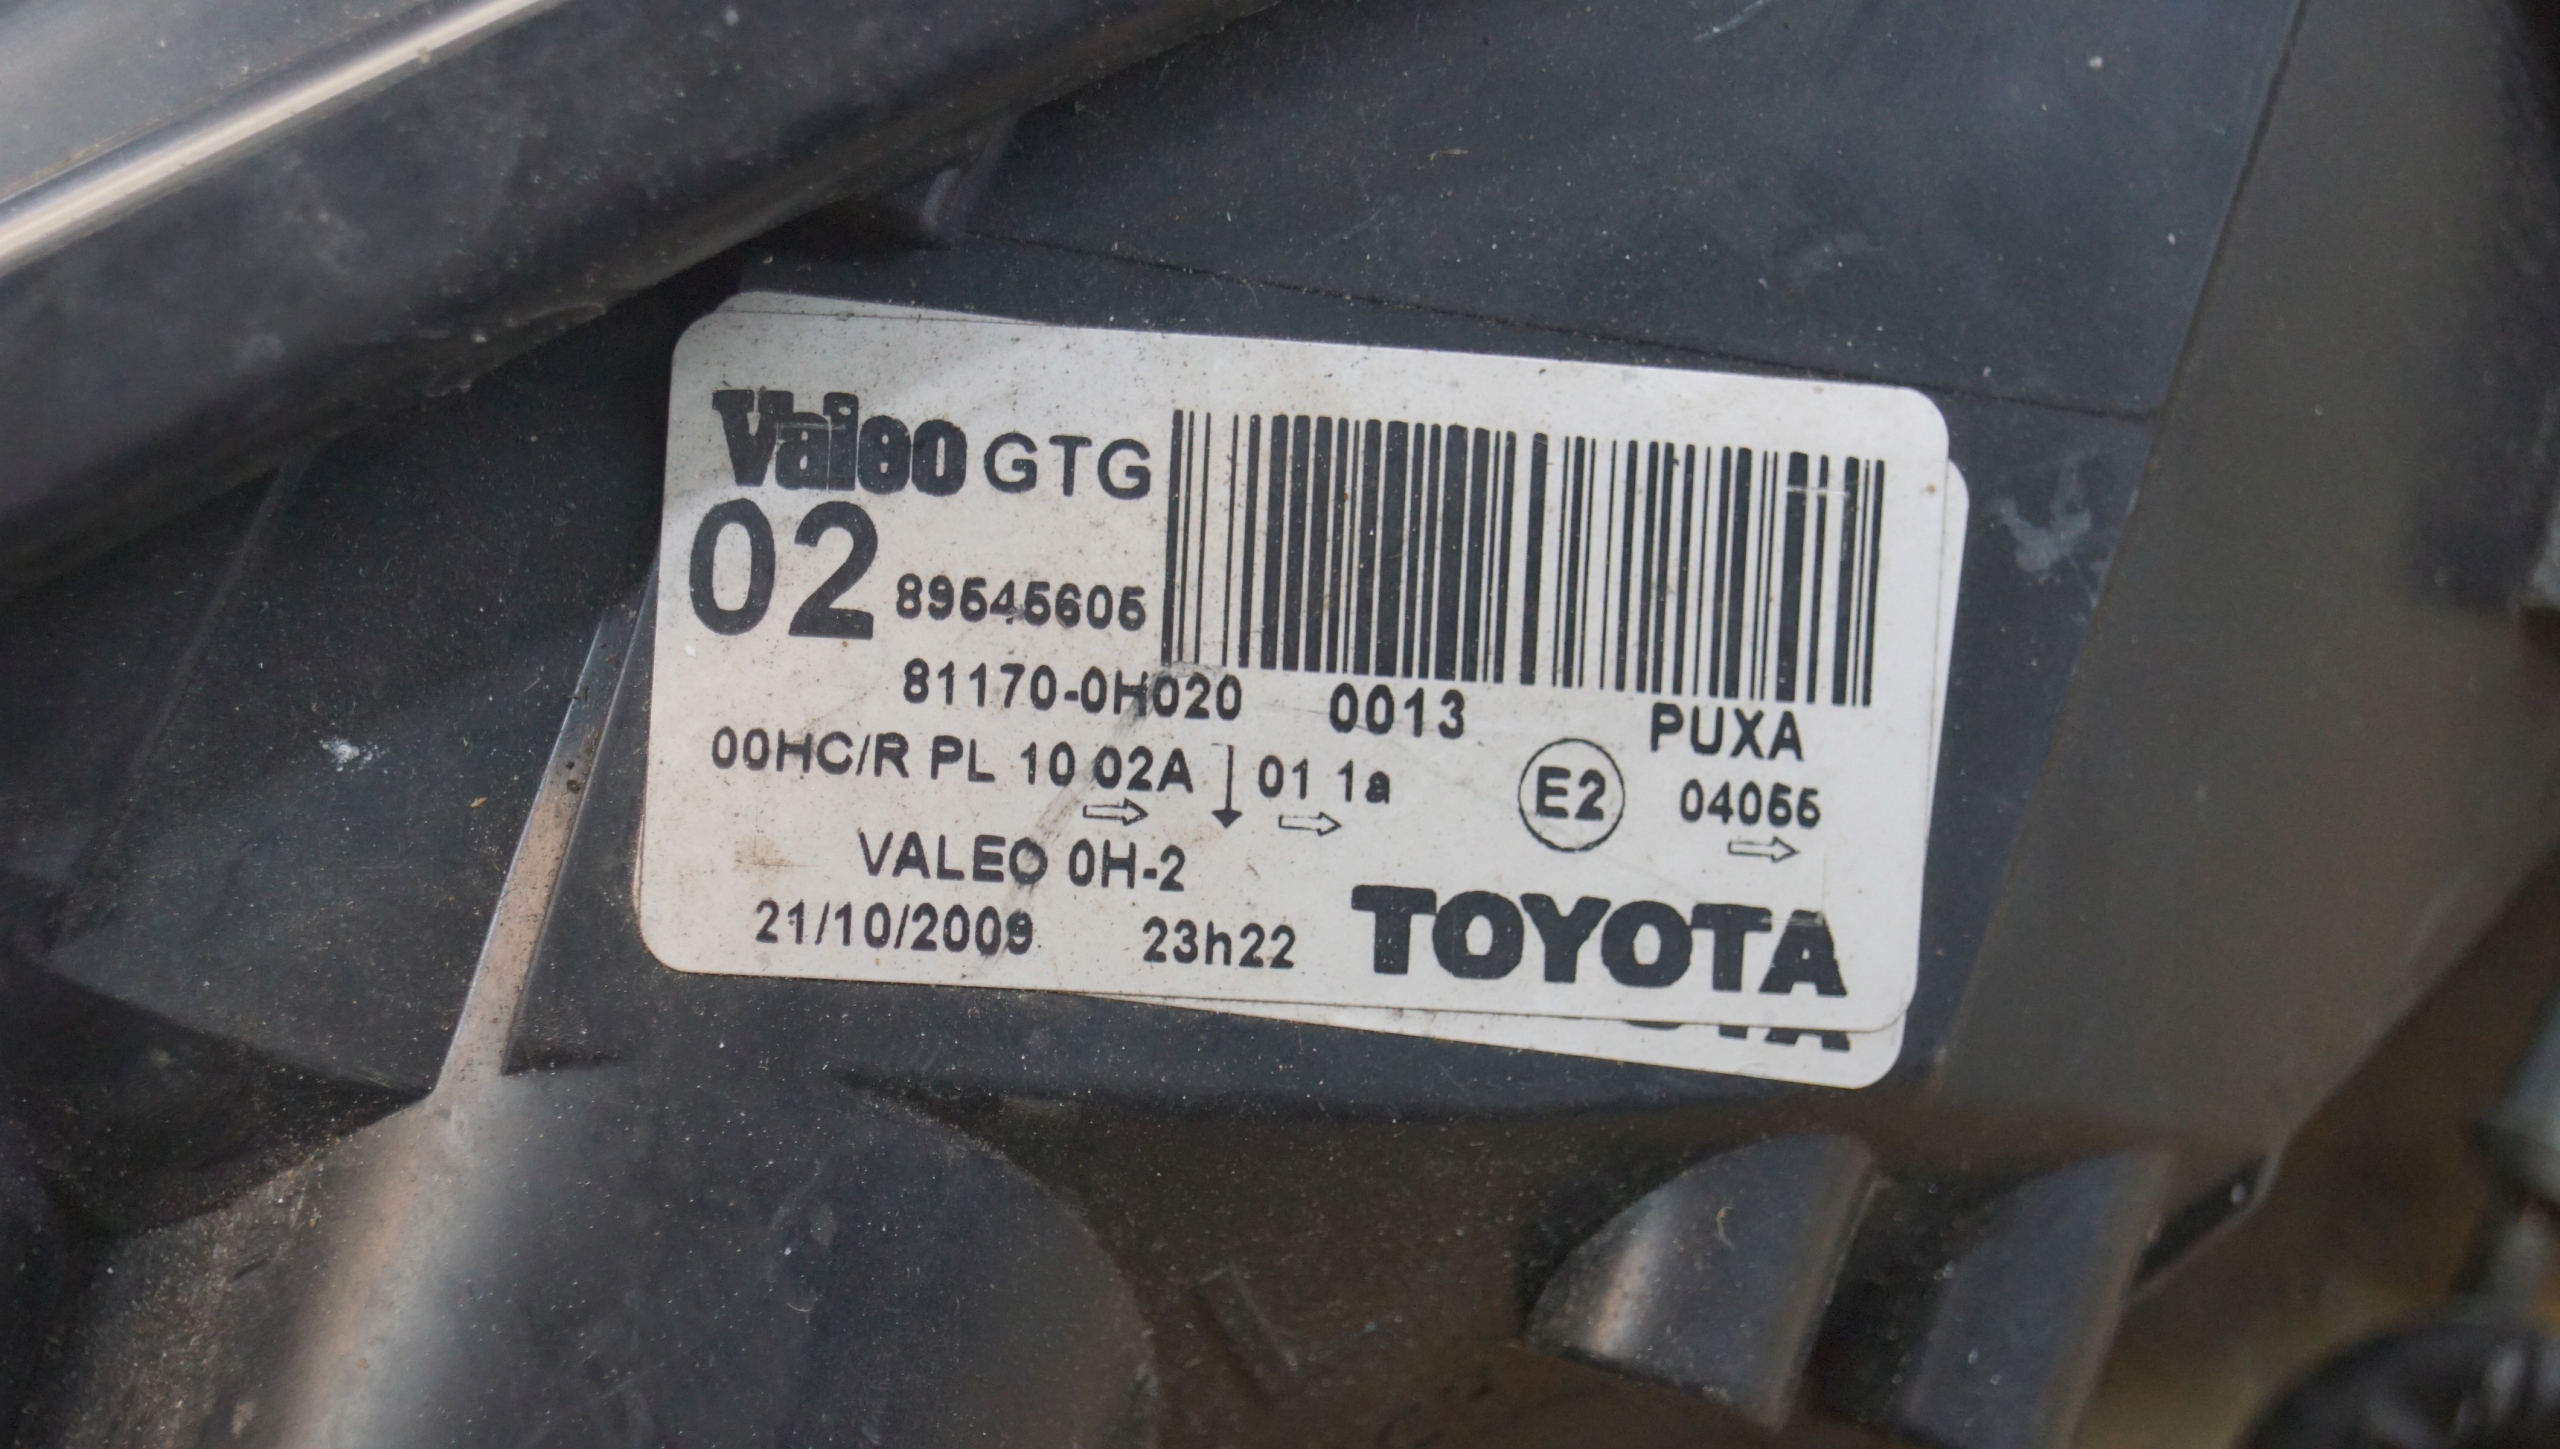 Valeo GTG
02 89545605
81170-0H020 0013 PUXA
00HC/R PL 10 02A 01 1a E2 04055
VALEO 0H-2
21/10/2009 23h22 TOYOTA